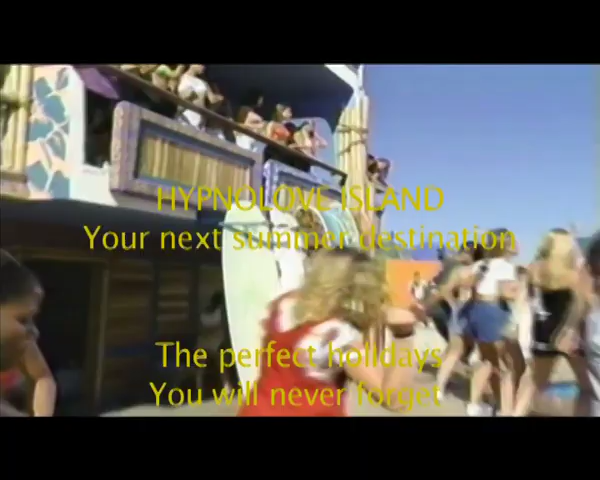 HYPNOLOVE ISLAND
Your next summer destination
The perfect holidays
You will never forget